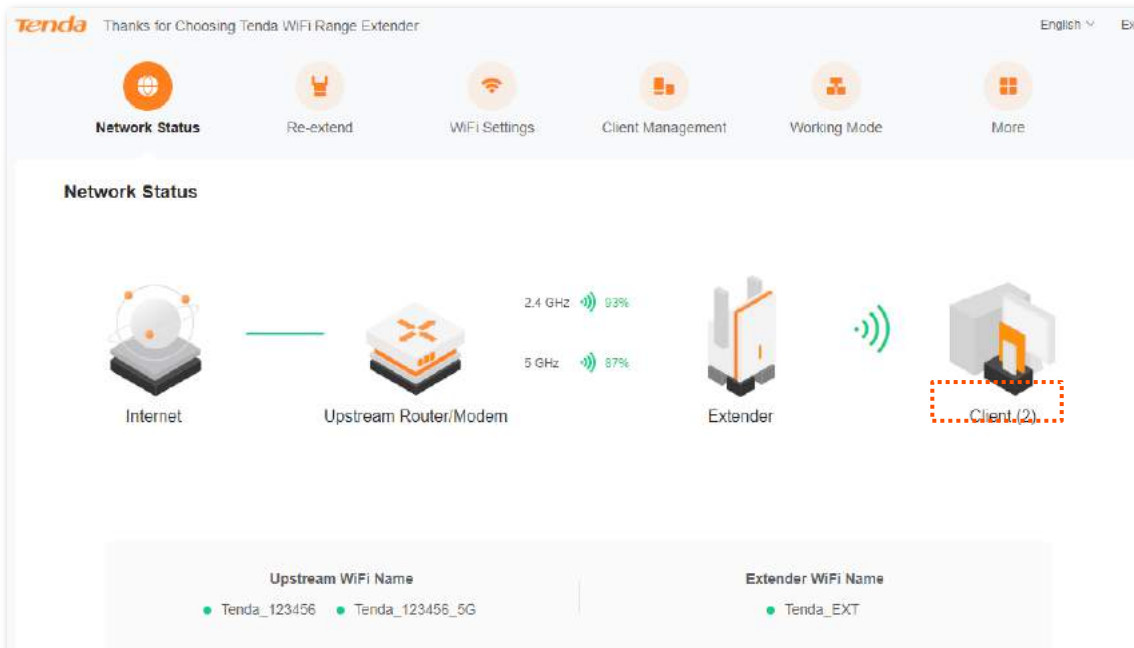 Tenda Thanks for Choosing Tenda WiFi Range Extender English Ex
Network Status Re-extend WiFi Settings Client Management Working Mode More
Network Status
2.4 GHz 93%
5 GHz 87%
Internet Upstream Router/Modem Extender Client (2)
Upstream WiFi Name Extender WiFi Name
Tenda_123456 Tenda_123456_5G Tenda_EXT